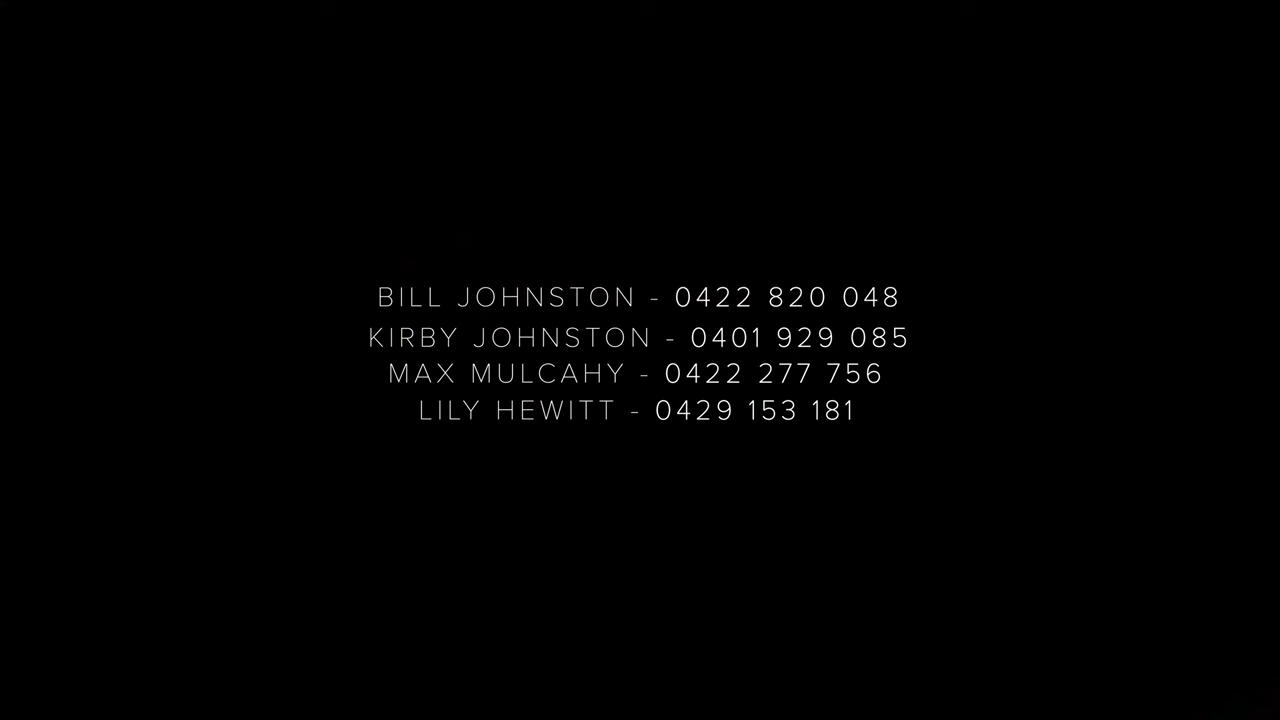 BILL JOHNSTON - 0422 820 048
KIRBY JOHNSTON - 0401 929 085
MAX MULCAHY - 0422 277 756
LILY HEWITT - 0429 153 181